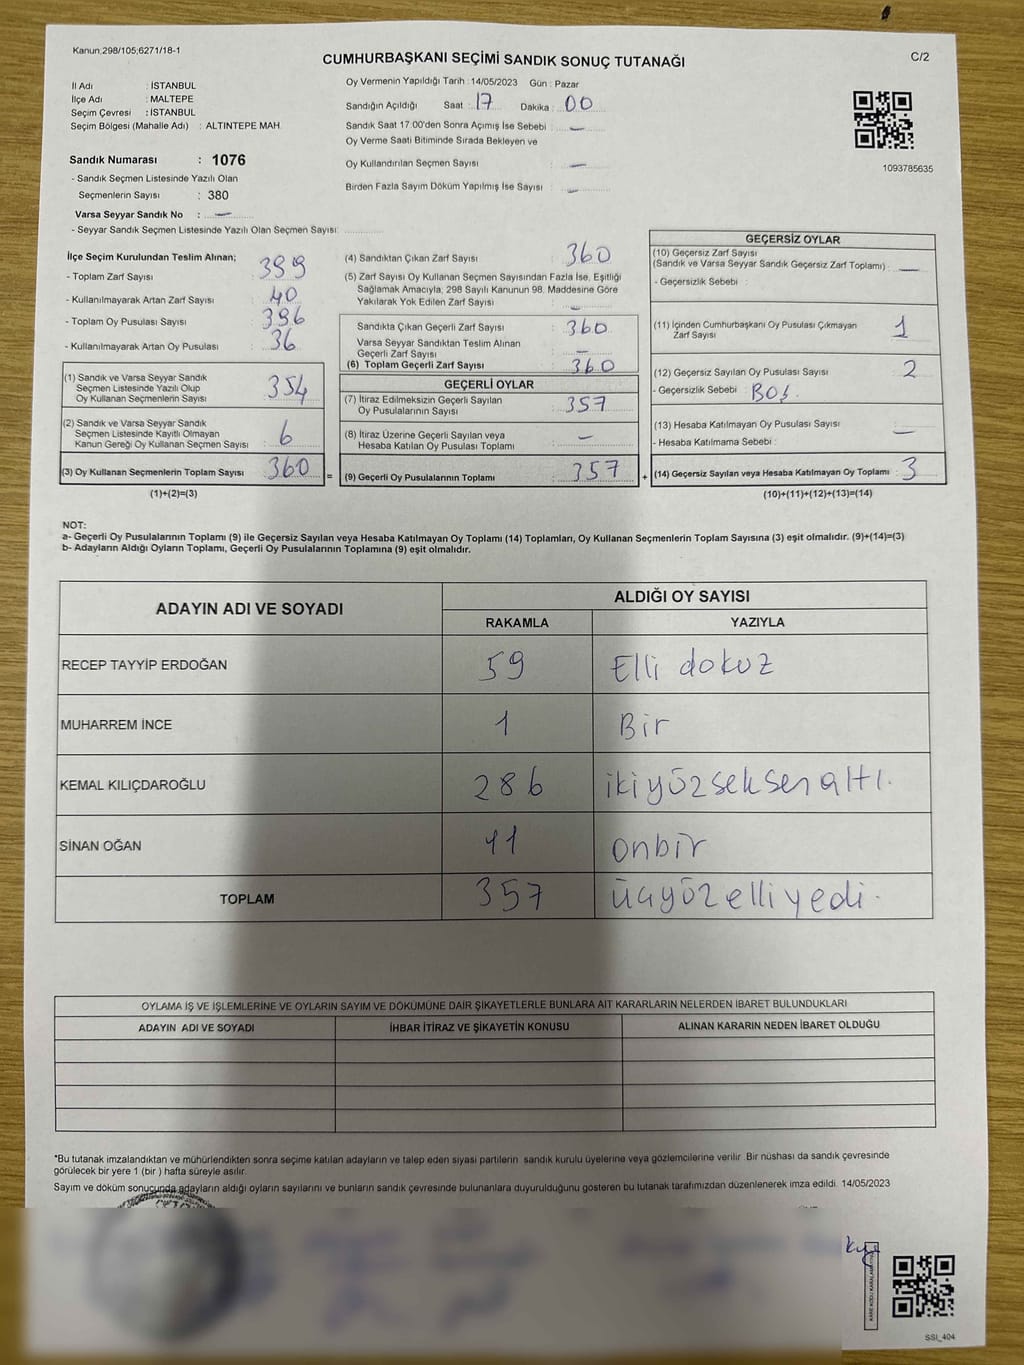 Kanun;298/105;6271/18-1
CUMHURBAŞKANI SEÇİMİ SANDIK SONUÇ TUTANAĞI
C/2
İl Adı : İSTANBUL
İlçe Adı : MALTEPE
Seçim Çevresi : İSTANBUL
Seçim Bölgesi (Mahalle Adı) : ALTINTEPE MAH.
Sandık Numarası : 1076
- Sandık Seçmen Listesinde Yazılı Olan
Seçmenlerin Sayısı : 380
Varsa Seyyar Sandık No : —
- Seyyar Sandık Seçmen Listesinde Yazılı Olan Seçmen Sayısı:
Oy Vermenin Yapıldığı Tarih : 14/05/2023 Gün : Pazar
Sandığın Açıldığı Saat : 17 Dakika : 00
Sandık Saat 17.00'den Sonra Açımış İse Sebebi : —
Oy Verme Saati Bitiminde Sırada Bekleyen ve
Oy Kullandırılan Seçmen Sayısı : —
Birden Fazla Sayım Döküm Yapılmış İse Sayısı : —
1093785635
İlçe Seçim Kurulundan Teslim Alınan;
- Toplam Zarf Sayısı : 399
- Kullanılmayarak Artan Zarf Sayısı : 40
- Toplam Oy Pusulası Sayısı : 396
- Kullanılmayarak Artan Oy Pusulası : 36
(1) Sandık ve Varsa Seyyar Sandık
Seçmen Listesinde Yazılı Olup
Oy Kullanan Seçmenlerin Sayısı : 354
(2) Sandık ve Varsa Seyyar Sandık
Seçmen Listesinde Kayıtlı Olmayan
Kanun Gereği Oy Kullanan Seçmen Sayısı : 6
(3) Oy Kullanan Seçmenlerin Toplam Sayısı : 360 =
(1)+(2)=(3)
(4) Sandıktan Çıkan Zarf Sayısı : 360
(5) Zarf Sayısı Oy Kullanan Seçmen Sayısından Fazla İse, Eşitliği
Sağlamak Amacıyla, 298 Sayılı Kanunun 98. Maddesine Göre
Yakılarak Yok Edilen Zarf Sayısı : —
Sandıkta Çıkan Geçerli Zarf Sayısı : 360
Varsa Seyyar Sandıktan Teslim Alınan
Geçerli Zarf Sayısı : —
(6) Toplam Geçerli Zarf Sayısı : 360
GEÇERLİ OYLAR
(7) İtiraz Edilmeksizin Geçerli Sayılan
Oy Pusulalarının Sayısı : 357
(8) İtiraz Üzerine Geçerli Sayılan veya
Hesaba Katılan Oy Pusulası Toplamı : —
(9) Geçerli Oy Pusulalarının Toplamı : 357 +
GEÇERSİZ OYLAR
(10) Geçersiz Zarf Sayısı
(Sandık ve Varsa Seyyar Sandık Geçersiz Zarf Toplamı) : —
- Geçersizlik Sebebi :
(11) İçinden Cumhurbaşkanı Oy Pusulası Çıkmayan
Zarf Sayısı : 1
(12) Geçersiz Sayılan Oy Pusulası Sayısı : 2
- Geçersizlik Sebebi : BOŞ.
(13) Hesaba Katılmayan Oy Pusulası Sayısı : —
- Hesaba Katılmama Sebebi :
(14) Geçersiz Sayılan veya Hesaba Katılmayan Oy Toplamı : 3
(10)+(11)+(12)+(13)=(14)
NOT:
a- Geçerli Oy Pusulalarının Toplamı (9) ile Geçersiz Sayılan veya Hesaba Katılmayan Oy Toplamı (14) Toplamları, Oy Kullanan Seçmenlerin Toplam Sayısına (3) eşit olmalıdır. (9)+(14)=(3)
b- Adayların Aldığı Oyların Toplamı, Geçerli Oy Pusulalarının Toplamına (9) eşit olmalıdır.
ADAYIN ADI VE SOYADI ALDIĞI OY SAYISI
RAKAMLA YAZIYLA
RECEP TAYYİP ERDOĞAN 59 Elli dokuz
MUHARREM İNCE 1 Bir
KEMAL KILIÇDAROĞLU 286 ikiyüzseksenaltı.
SİNAN OĞAN 11 onbir
TOPLAM 357 üçyüzelliyedi.
OYLAMA İŞ VE İŞLEMLERİNE VE OYLARIN SAYIM VE DÖKÜMÜNE DAİR ŞİKAYETLERLE BUNLARA AİT KARARLARIN NELERDEN İBARET BULUNDUKLARI
ADAYIN ADI VE SOYADI İHBAR İTİRAZ VE ŞİKAYETİN KONUSU ALINAN KARARIN NEDEN İBARET OLDUĞU
*Bu tutanak imzalandıktan ve mühürlendikten sonra seçime katılan adayların ve talep eden siyasi partilerin sandık kurulu üyelerine veya gözlemcilerine verilir .Bir nüshası da sandık çevresinde
görülecek bir yere 1 (bir ) hafta süreyle asılır.
Sayım ve döküm sonucunda adayların aldığı oyların sayılarını ve bunların sandık çevresinde bulunanlara duyurulduğunu gösteren bu tutanak tarafımızdan düzenlenerek imza edildi. 14/05/2023
SSI_404